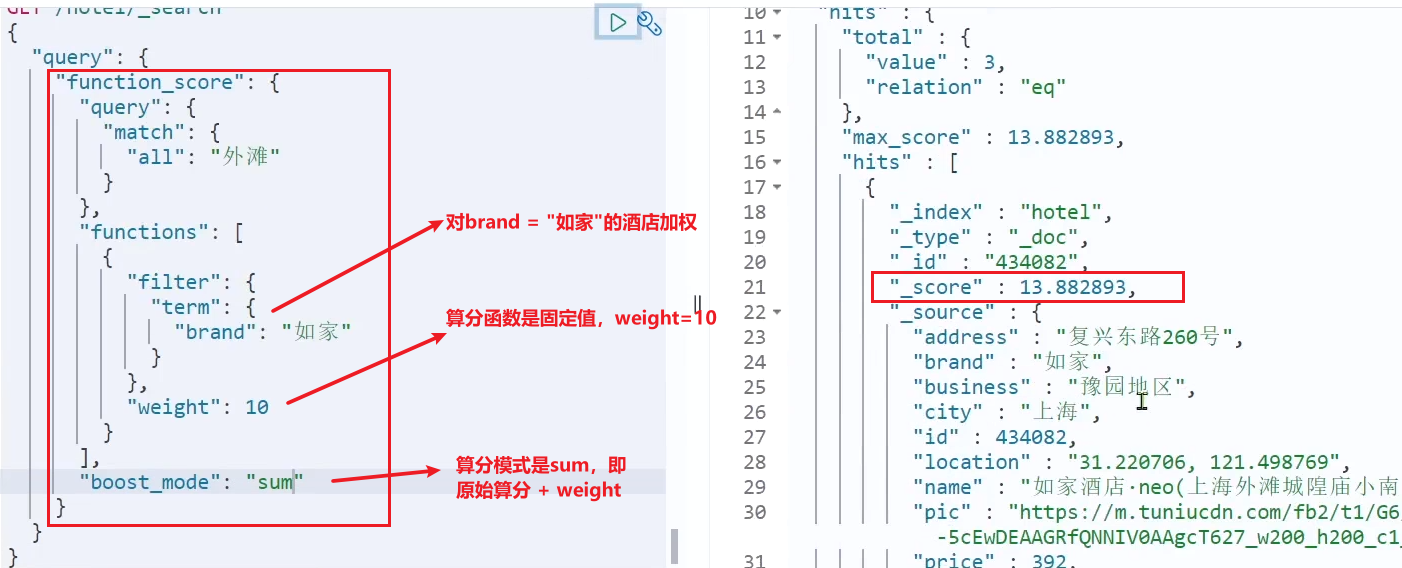 GET /hotel/_search
{
"query": {
"function_score": {
"query": {
"match": {
"all": "外滩"
}
},
"functions": [
{
"filter": {
"term": {
"brand": "如家"
}
},
"weight": 10
}
],
"boost_mode": "sum"
}
}
}
对brand = "如家"的酒店加权
算分函数是固定值，weight=10
算分模式是sum，即
原始算分 + weight
10 "hits" : {
11 "total" : {
12 "value" : 3,
13 "relation" : "eq"
14 },
15 "max_score" : 13.882893,
16 "hits" : [
17 {
18 "_index" : "hotel",
19 "_type" : "_doc",
20 "_id" : "434082",
21 "_score" : 13.882893,
22 "_source" : {
23 "address" : "复兴东路260号",
24 "brand" : "如家",
25 "business" : "豫园地区",
26 "city" : "上海",
27 "id" : 434082,
28 "location" : "31.220706, 121.498769",
29 "name" : "如家酒店·neo(上海外滩城隍庙小南
30 "pic" : "https://m.tuniucdn.com/fb2/t1/G6/
-5cEwDEAAGRfQNNIV0AAgcT627_w200_h200_c1_
31 "price" : 392,